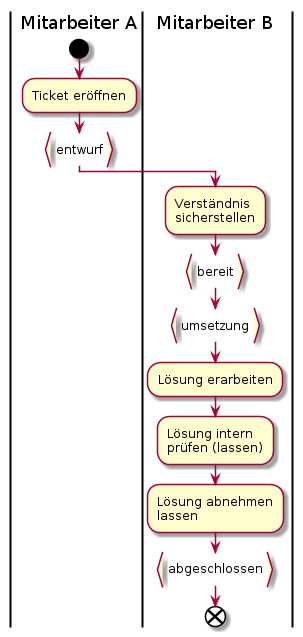 Mitarbeiter A
Mitarbeiter B
Ticket eröffnen
entwurf
Verständnis
sicherstellen
bereit
umsetzung
Lösung erarbeiten
Lösung intern
prüfen (lassen)
Lösung abnehmen
lassen
abgeschlossen